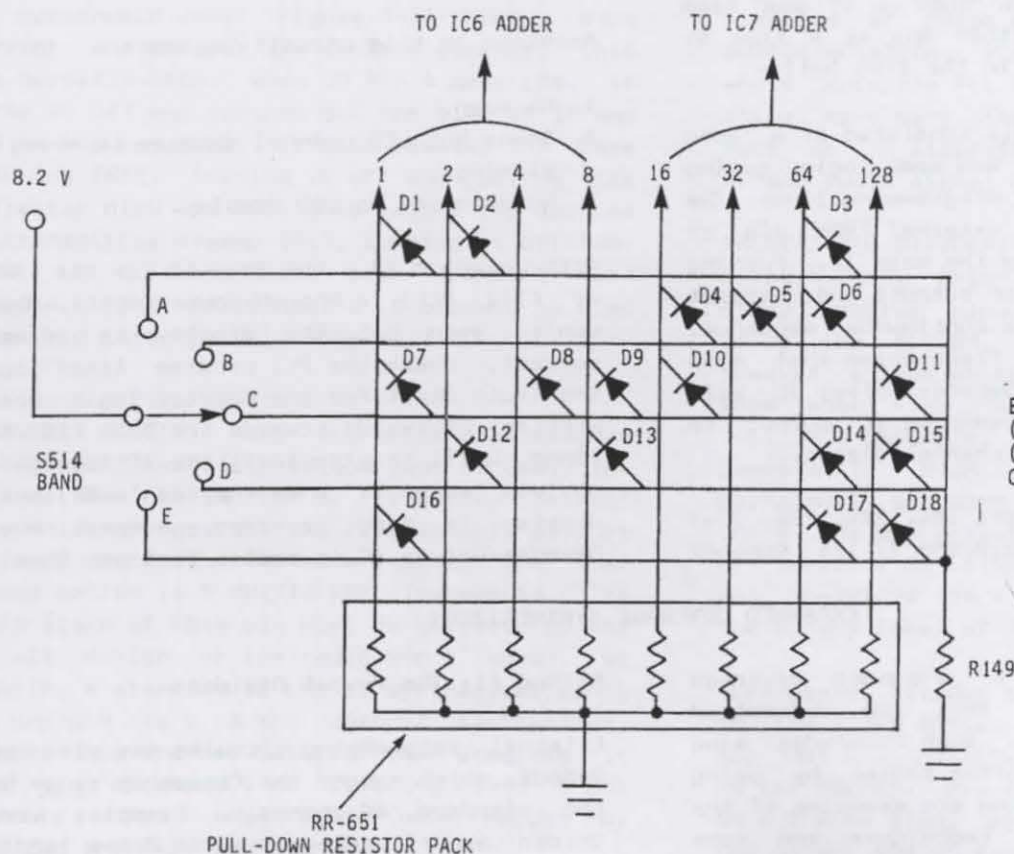 TO IC6 ADDER
TO IC7 ADDER
8.2 V
1 2 4 8 16 32 64 128
D1 D2 D3
A
D4 D5 D6
B
D7 D8 D9 D10 D11
C
D12 D13 D14 D15
S514
BAND
D
D16 D17 D18
E
R149
RR-651
PULL-DOWN RESISTOR PACK